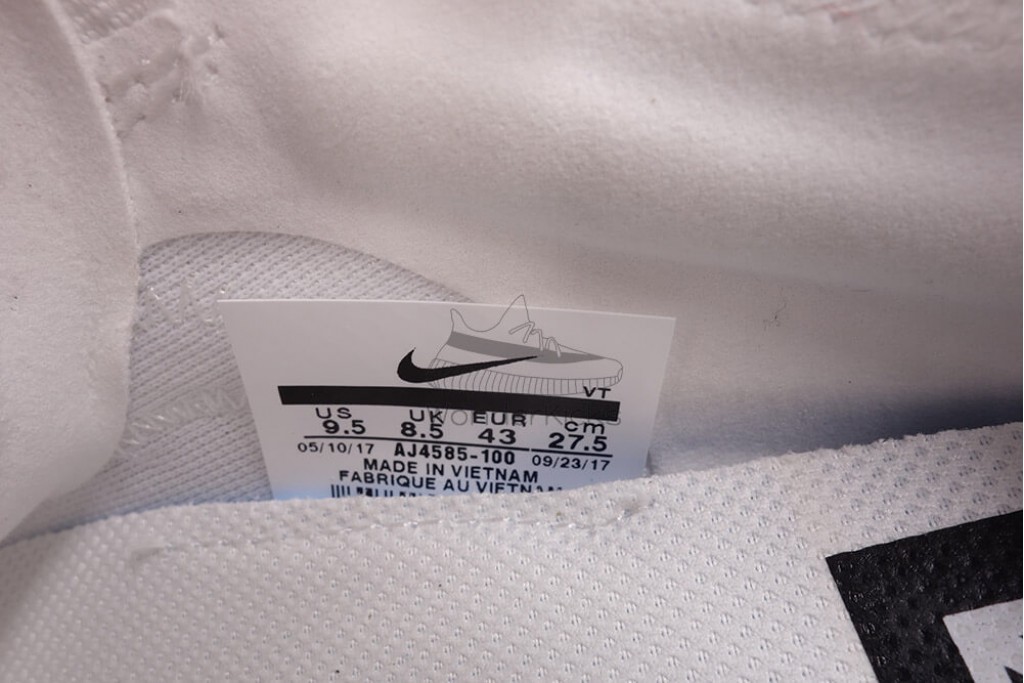 VT
US UK EUR cm
9.5 8.5 43 27.5
05/10/17 AJ4585-100 09/23/17
MADE IN VIETNAM
FABRIQUE AU VIETNAM